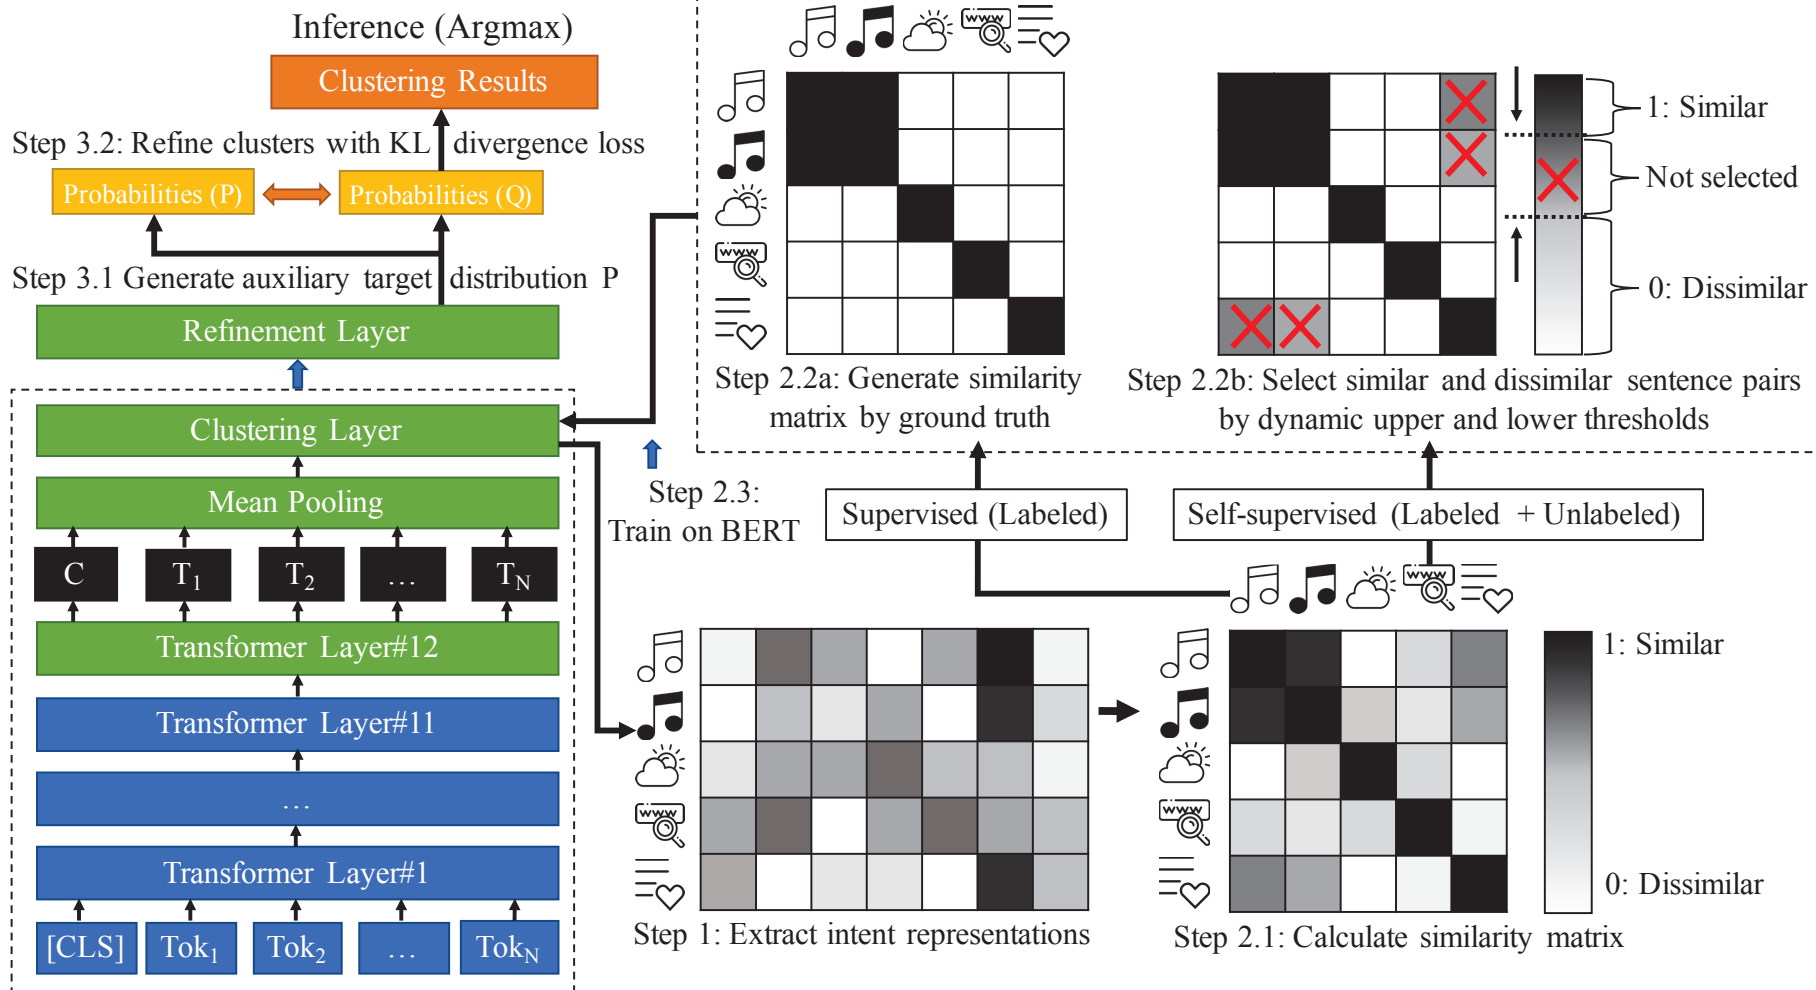 Inference (Argmax)
Clustering Results
Step 3.2: Refine clusters with KL divergence loss
Probabilities (P)
Probabilities (Q)
Step 3.1 Generate auxiliary target distribution P
Refinement Layer
Clustering Layer
Mean Pooling
C
T1
T2
...
TN
Transformer Layer#12
Transformer Layer#11
...
Transformer Layer#1
[CLS]
Tok1
Tok2
...
TokN
www
www
Step 2.2a: Generate similarity
matrix by ground truth
1: Similar
Not selected
0: Dissimilar
Step 2.2b: Select similar and dissimilar sentence pairs
by dynamic upper and lower thresholds
Step 2.3:
Train on BERT
Supervised (Labeled)
Self-supervised (Labeled + Unlabeled)
www
Step 1: Extract intent representations
www
www
1: Similar
0: Dissimilar
Step 2.1: Calculate similarity matrix